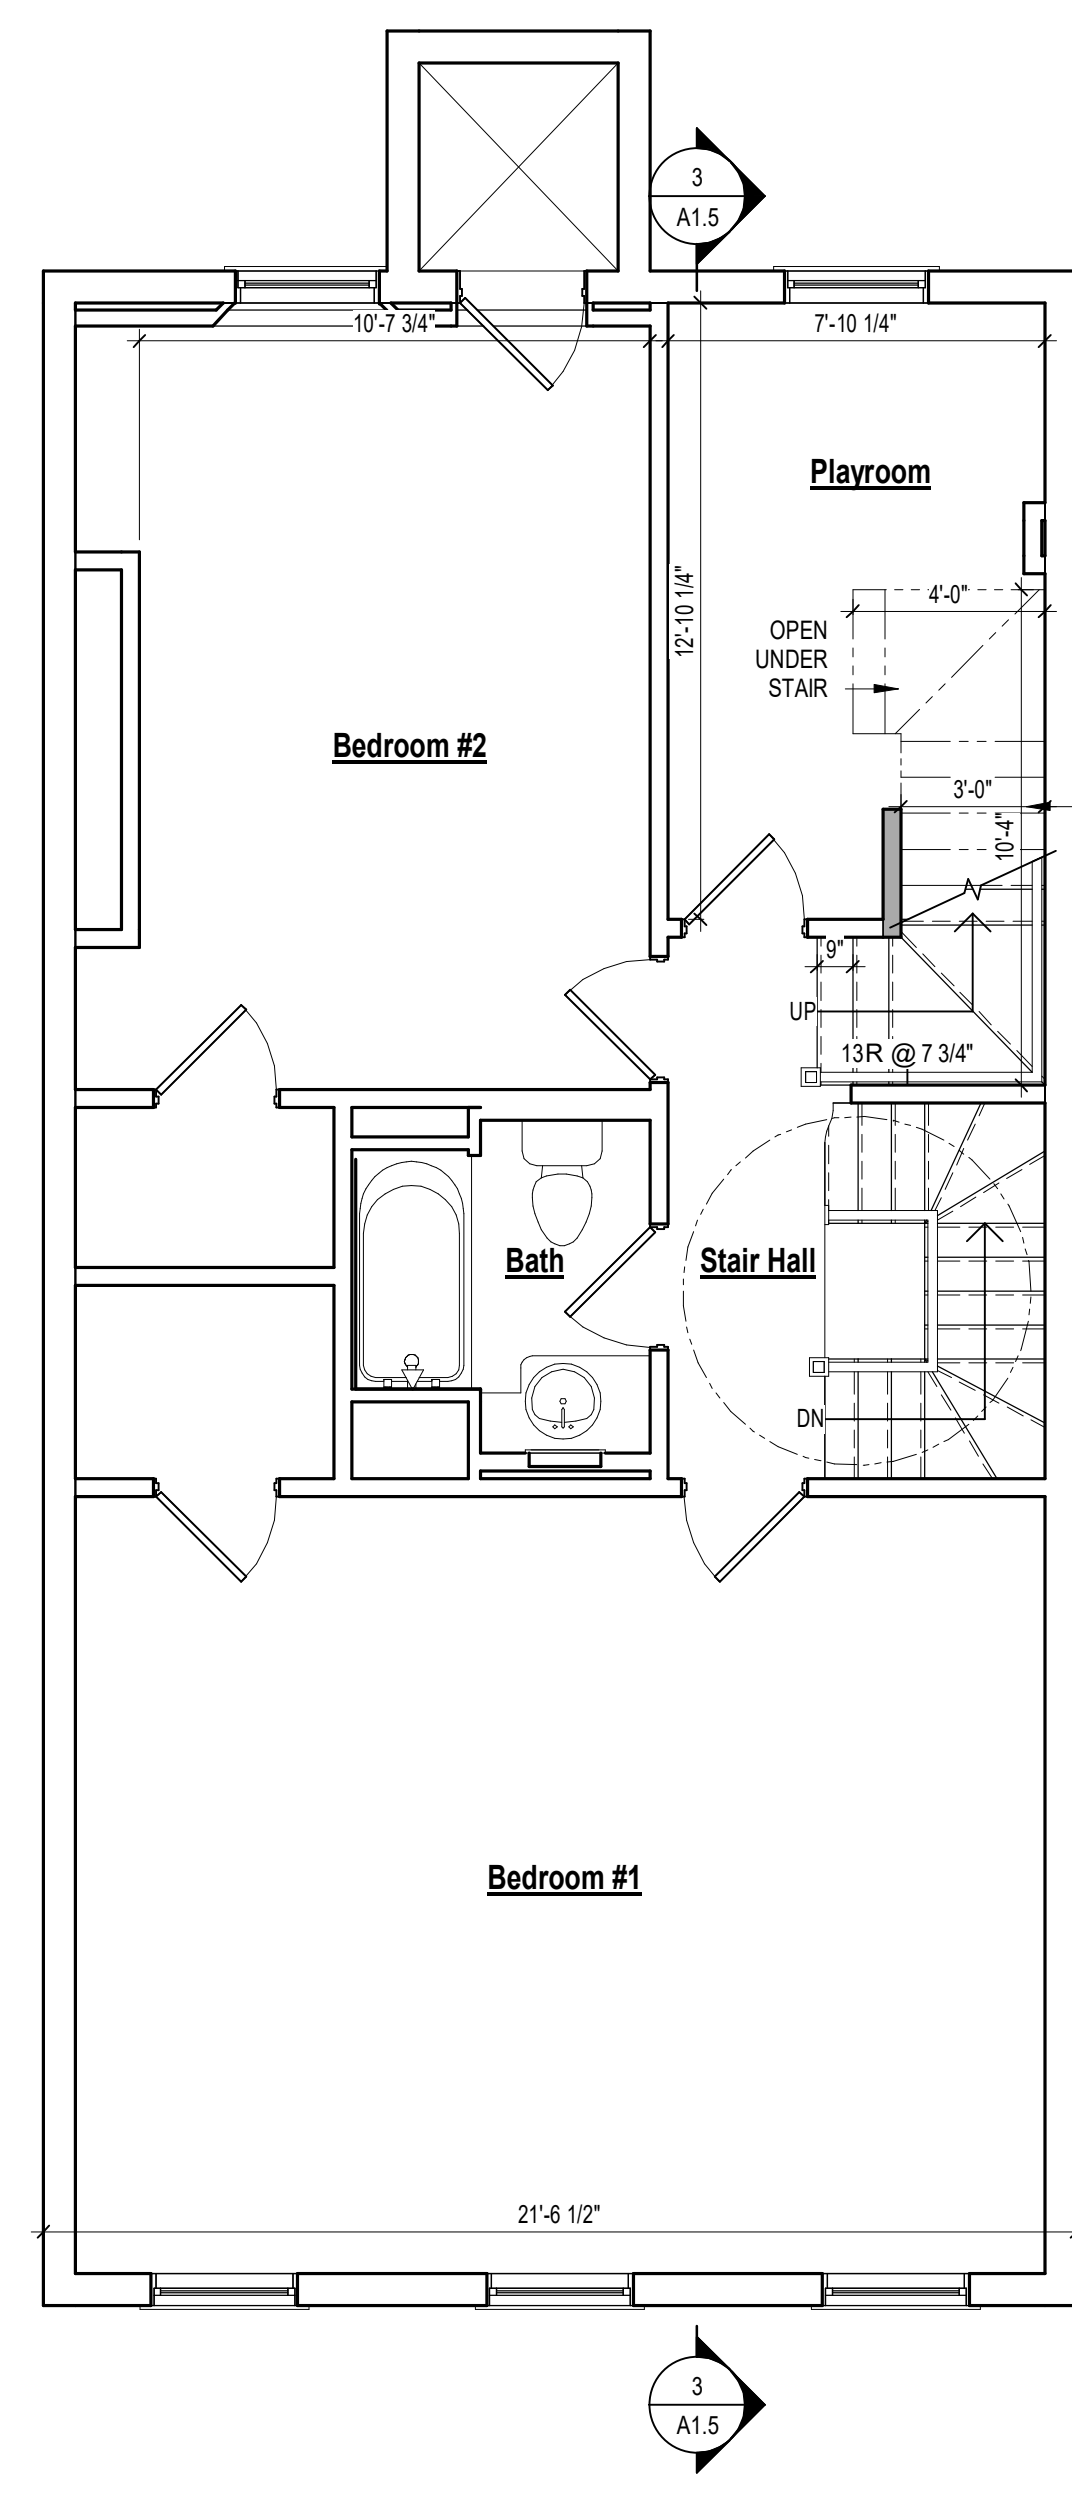 3
A1.5
10'-7 3/4"
7'-10 1/4"
Playroom
12'-10 1/4"
4'-0"
OPEN
UNDER
STAIR
Bedroom #2
3'-0"
10'-4"
9"
UP
13R @ 7 3/4"
Bath
Stair Hall
DN
Bedroom #1
21'-6 1/2"
3
A1.5